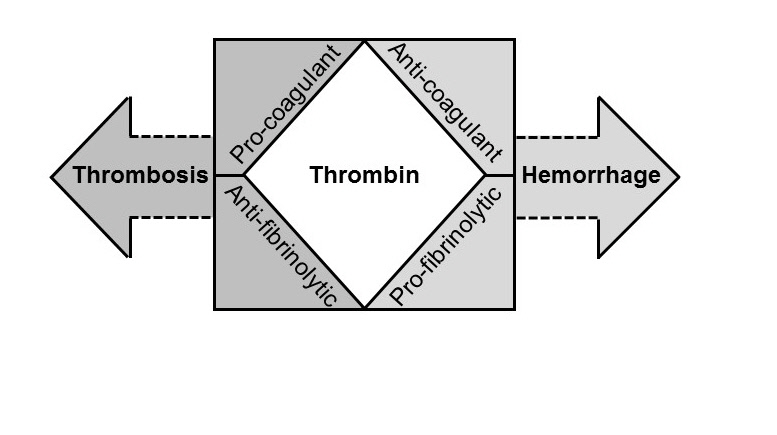 Pro-coagulant
Anti-coagulant
Thrombosis
Thrombin
Hemorrhage
Anti-fibrinolytic
Pro-fibrinolytic